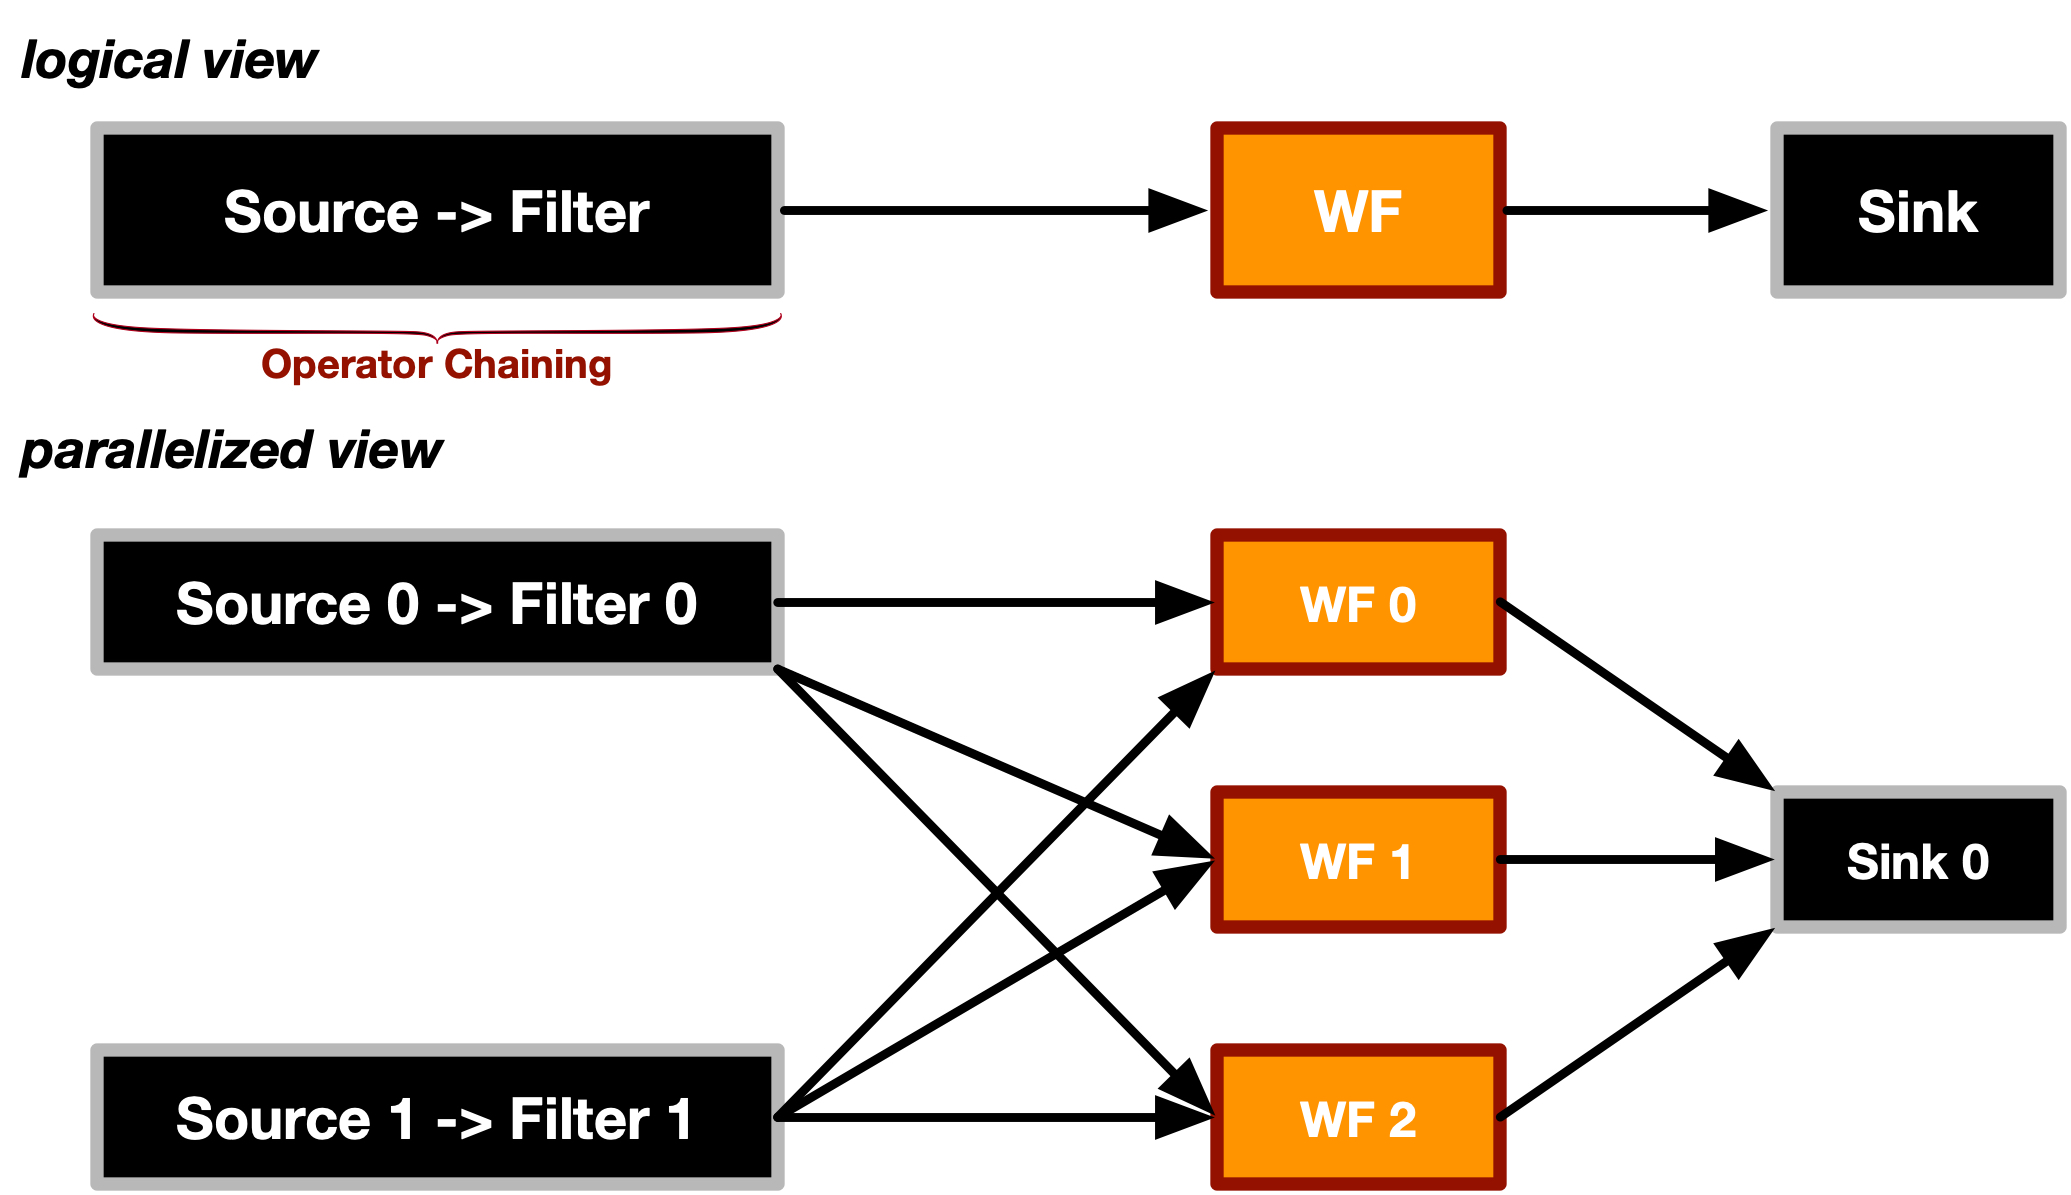 logical view
Source -> Filter
WF
Sink
Operator Chaining
parallelized view
Source 0 -> Filter 0
WF 0
WF 1
Sink 0
Source 1 -> Filter 1
WF 2